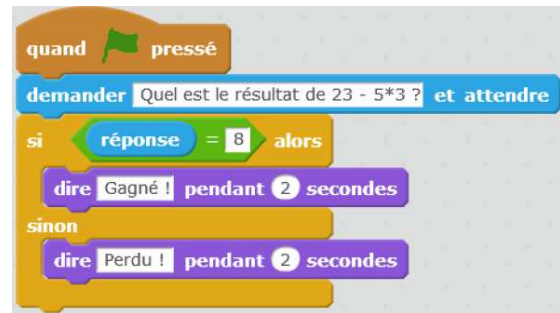 quand pressé
demander Quel est le résultat de 23 - 5*3 ? et attendre
si réponse = 8 alors
dire Gagné ! pendant 2 secondes
sinon
dire Perdu ! pendant 2 secondes